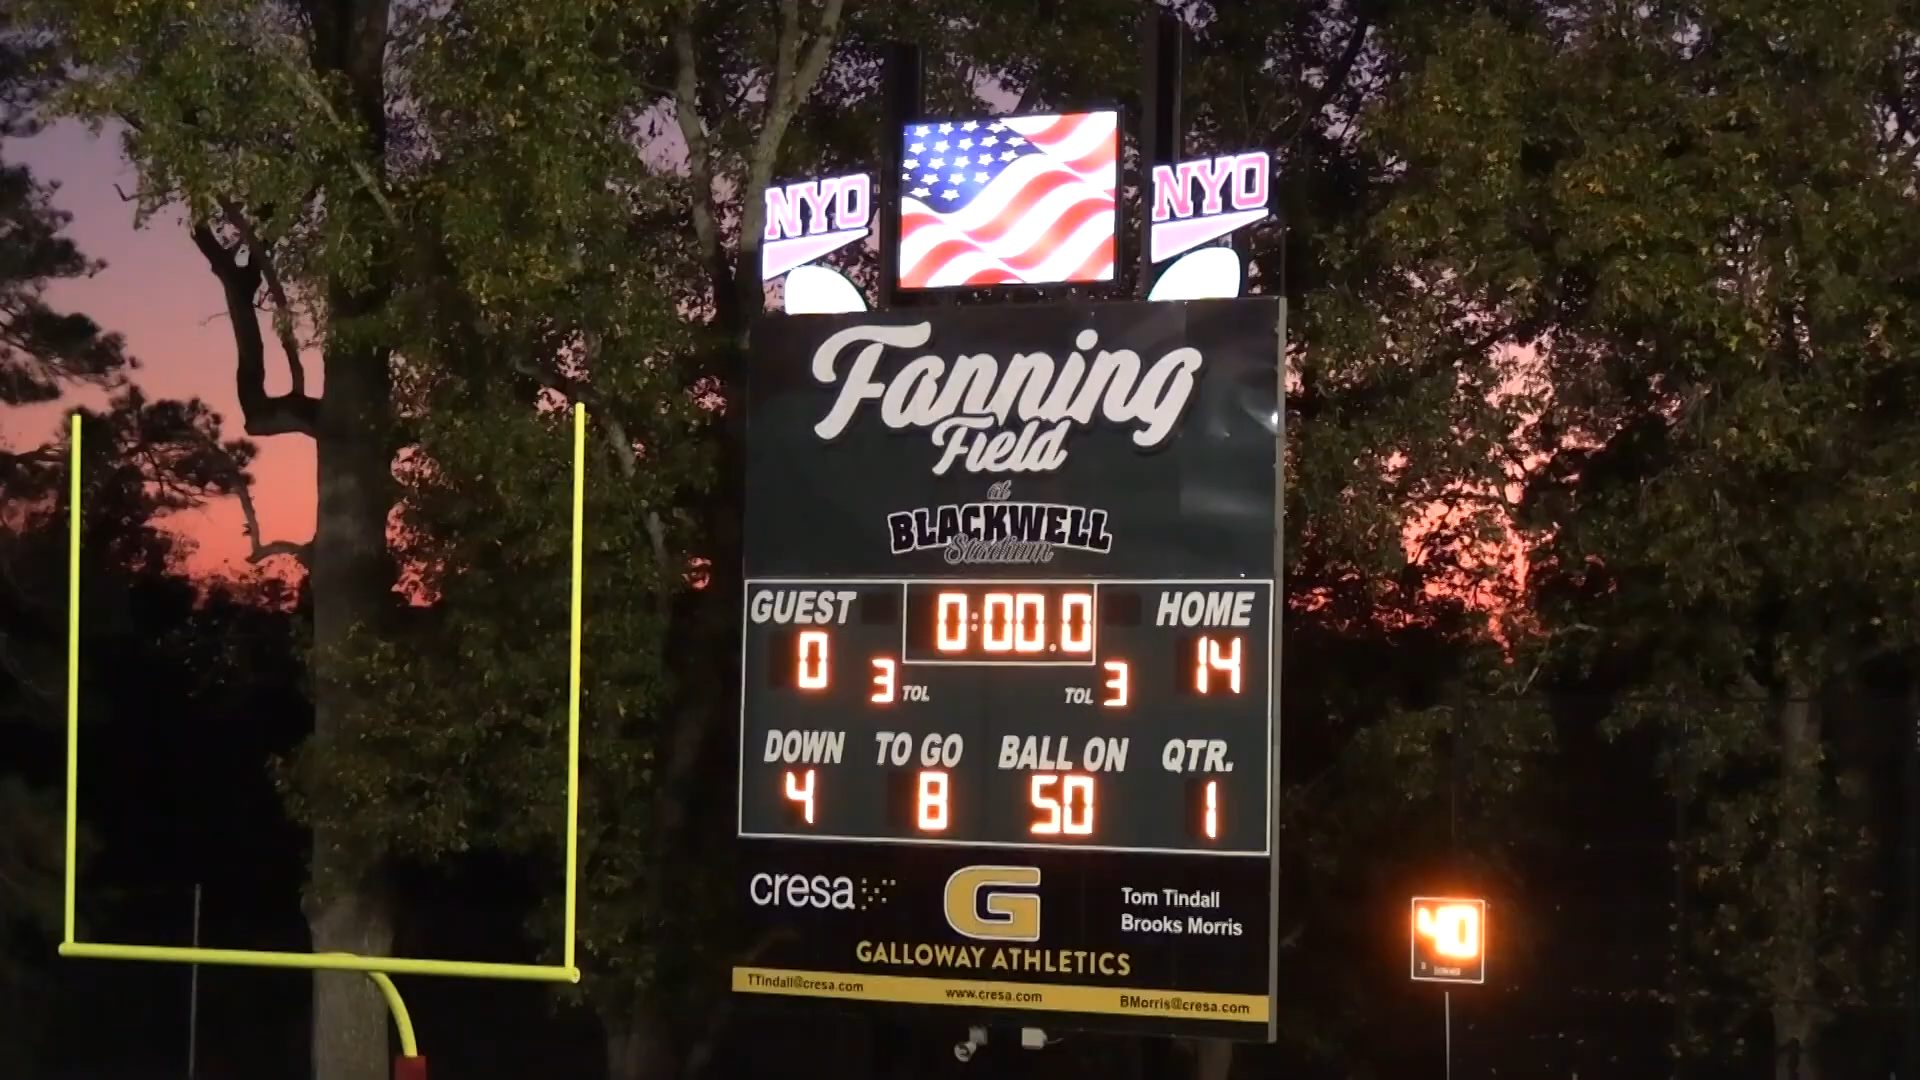 NYO
NYO
Fanning
Field
at
BLACKWELL
Stadium
GUEST 0:00.0 HOME
0 3 TOL TOL 3 14
DOWN TO GO BALL ON QTR.
4 8 50 1
cresa
G
Tom Tindall
Brooks Morris
GALLOWAY ATHLETICS
TTindall@cresa.com www.cresa.com BMorris@cresa.com
40